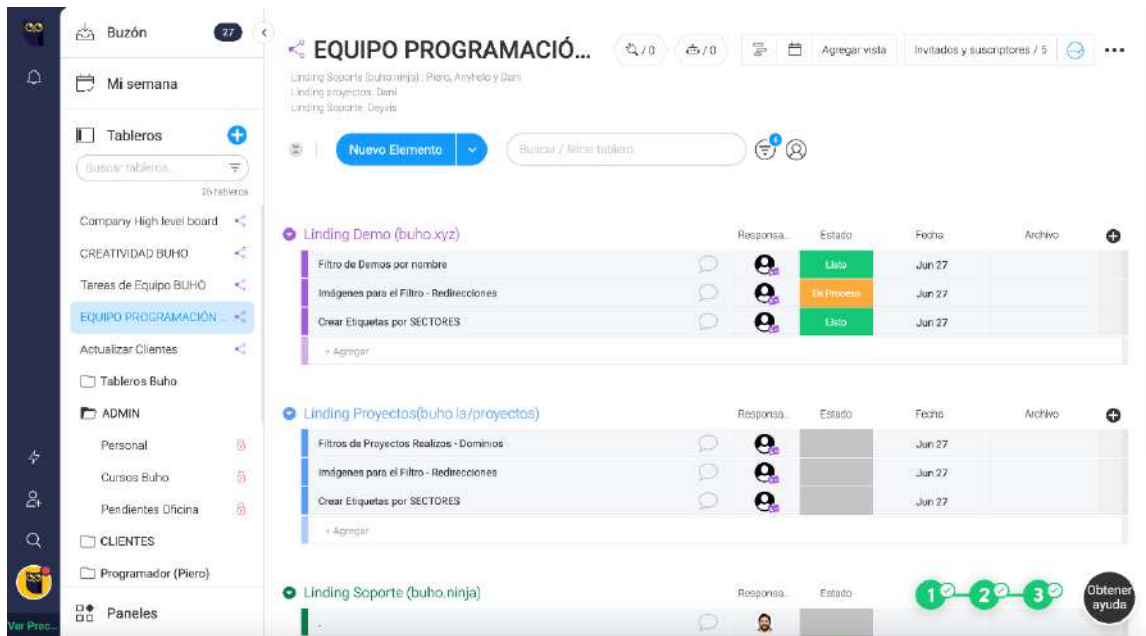 Buzón
27
Mi semana
Tableros
Buscar tableros...
26 tableros
Company High level board
CREATIVIDAD BUHO
Tareas de Equipo BUHO
EQUIPO PROGRAMACIÓN ...
Actualizar Clientes
Tableros Buho
ADMIN
Personal
Cursos Buho
Pendientes Oficina
CLIENTES
Programador (Piero)
Paneles
Ver Proc...
EQUIPO PROGRAMACIÓ...
/ 0
/ 0
Agregar vista
Invitados y suscriptores / 5
Linding Soporte (buho.ninja) : Piero, Anyhelo y Dani
Linding proyectos: Dani
Linding Soporte: Deyvis
Nuevo Elemento
Buscar / filtrar tablero
Linding Demo (buho.xyz)
Responsa... Estado Fecha Archivo
Filtro de Demos por nombre Listo Jun 27
Imágenes para el Filtro - Redirecciones En Proceso Jun 27
Crear Etiquetas por SECTORES Listo Jun 27
+ Agregar
Linding Proyectos(buho.la/proyectos)
Responsa... Estado Fecha Archivo
Filtros de Proyectos Realizos - Dominios Jun 27
Imágenes para el Filtro - Redirecciones Jun 27
Crear Etiquetas por SECTORES Jun 27
+ Agregar
Linding Soporte (buho.ninja)
Responsa... Estado
-
1 2 3
Obtener
ayuda